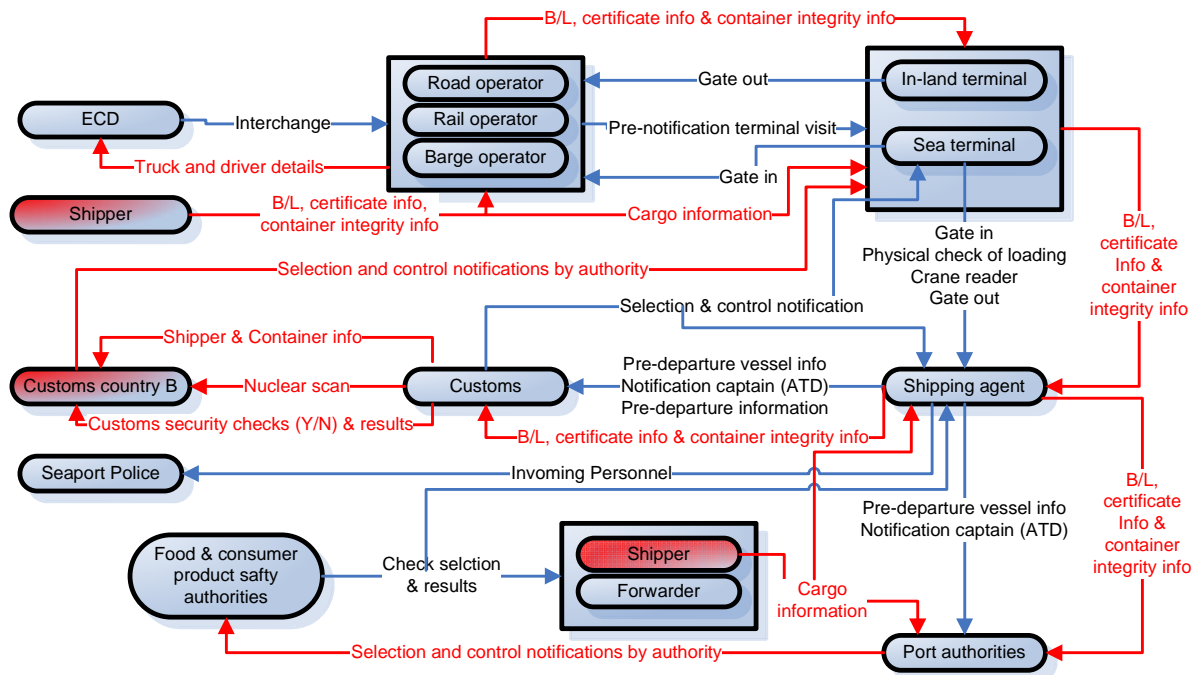 B/L, certificate info & container integrity info
Road operator
Rail operator
Barge operator
Gate out
In-land terminal
ECD
Interchange
Pre-notification terminal visit
Sea terminal
Truck and driver details
Gate in
Shipper
B/L, certificate info,
container integrity info
Cargo information
B/L,
certificate
Info &
container
integrity info
Gate in
Physical check of loading
Crane reader
Gate out
Selection and control notifications by authority
Selection & control notification
Shipper & Container info
Customs country B
Nuclear scan
Customs
Pre-departure vessel info
Notification captain (ATD)
Pre-departure information
Shipping agent
Customs security checks (Y/N) & results
B/L, certificate info & container integrity info
Seaport Police
Invoming Personnel
B/L,
certificate
Info &
container
integrity info
Pre-departure vessel info
Notification captain (ATD)
Food & consumer
product safty
authorities
Check selction
& results
Shipper
Forwarder
Cargo
information
Selection and control notifications by authority
Port authorities